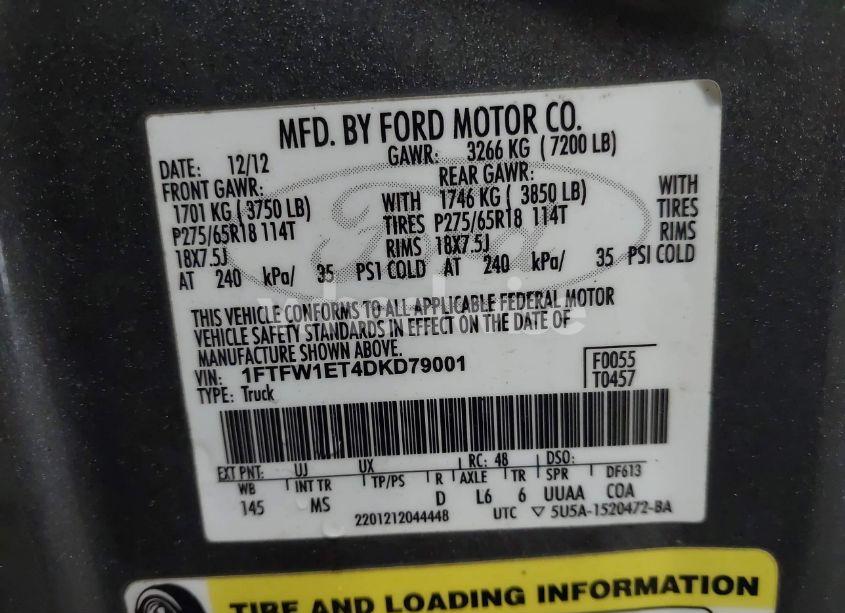 MFD. BY FORD MOTOR CO.
DATE: 12/12 GAWR: 3266 KG ( 7200 LB)
FRONT GAWR: REAR GAWR:
1701 KG ( 3750 LB) WITH 1746 KG ( 3850 LB) WITH
P275/65R18 114T TIRES P275/65R18 114T TIRES
18X7.5J RIMS 18X7.5J RIMS
AT 240 kPa/ 35 PSI COLD AT 240 kPa/ 35 PSI COLD
THIS VEHICLE CONFORMS TO ALL APPLICABLE FEDERAL MOTOR
VEHICLE SAFETY STANDARDS IN EFFECT ON THE DATE OF
MANUFACTURE SHOWN ABOVE.
VIN: 1FTFW1ET4DKD79001 F0055
TYPE: Truck T0457
EXT PNT: UJ UX RC: 48 DSO:
WB INT TR TP/PS R AXLE TR SPR DF613
145 MS D L6 6 UUAA COA
2201212044448 UTC ▽ 5U5A-1520472-BA
TIRE AND LOADING INFORMATION